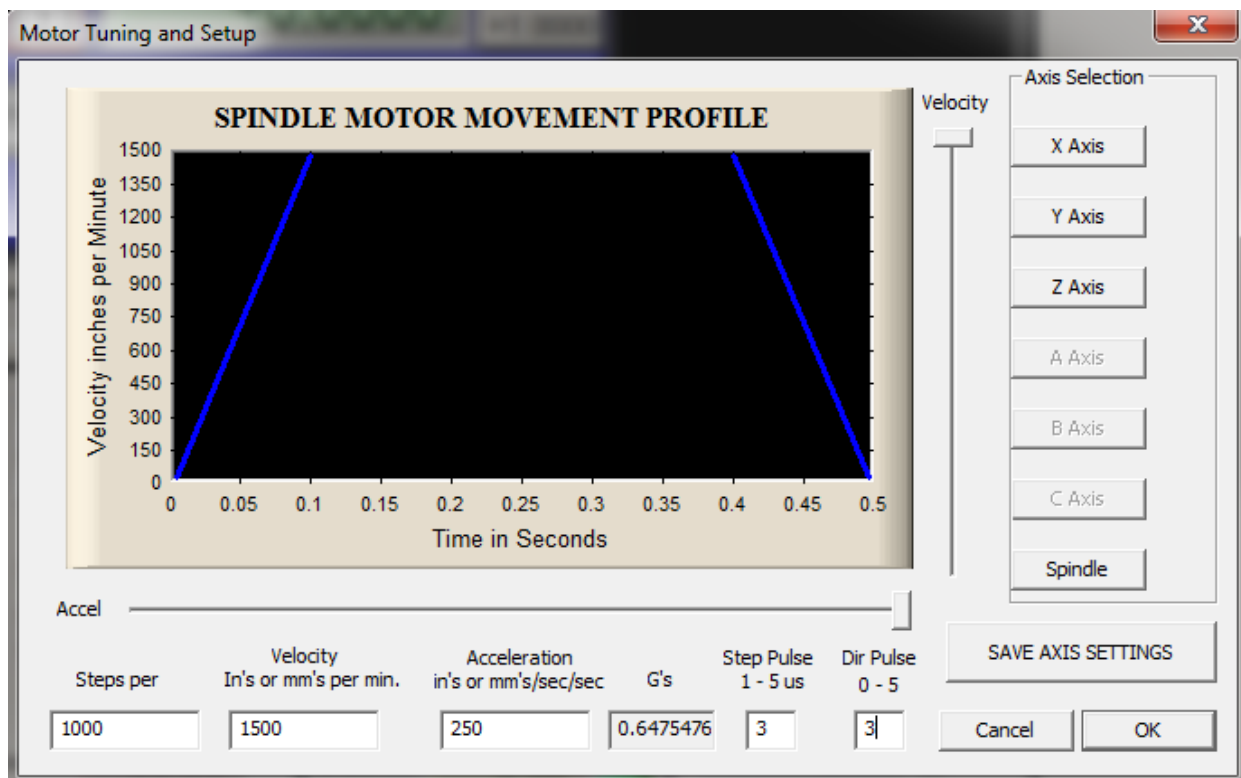 Motor Tuning and Setup
SPINDLE MOTOR MOVEMENT PROFILE
Velocity inches per Minute
1500
1350
1200
1050
900
750
600
450
300
150
0
0 0.05 0.1 0.15 0.2 0.25 0.3 0.35 0.4 0.45 0.5
Time in Seconds
Velocity
Axis Selection
X Axis
Y Axis
Z Axis
A Axis
B Axis
C Axis
Spindle
Accel
Steps per
1000
Velocity
In's or mm's per min.
1500
Acceleration
in's or mm's/sec/sec
250
G's
0.6475476
Step Pulse
1 - 5 us
3
Dir Pulse
0 - 5
3
SAVE AXIS SETTINGS
Cancel
OK